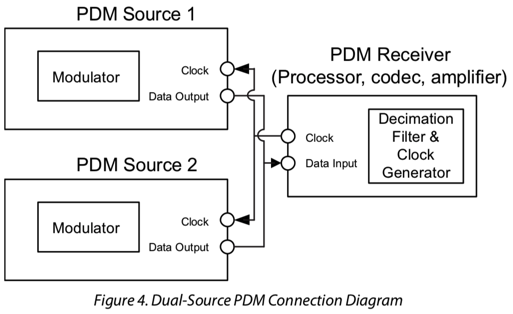 PDM Source 1
Modulator
Clock
Data Output
PDM Receiver
(Processor, codec, amplifier)
Clock
Data Input
Decimation
Filter &
Clock
Generator
PDM Source 2
Modulator
Clock
Data Output
Figure 4. Dual-Source PDM Connection Diagram